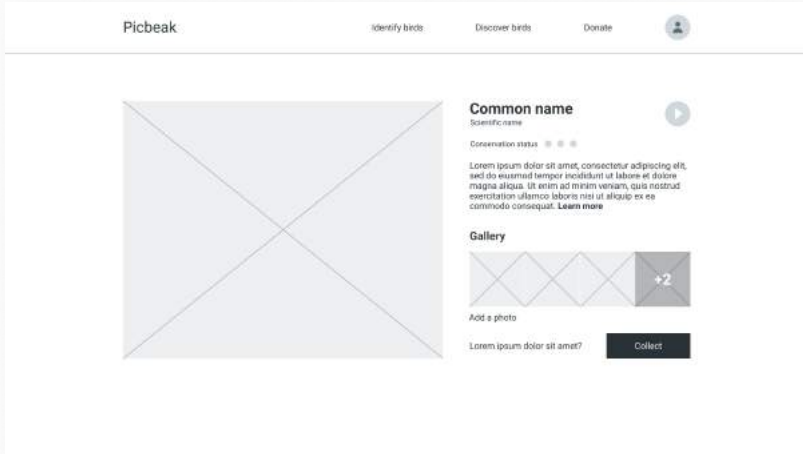 Picbeak
Identify birds
Discover birds
Donate
Common name
Scientific name
Conservation status
Lorem ipsum dolor sit amet, consectetur adipiscing elit,
sed do eiusmod tempor incididunt ut labore et dolore
magna aliqua. Ut enim ad minim veniam, quis nostrud
exercitation ullamco laboris nisi ut aliquip ex ea
commodo consequat. Learn more
Gallery
+2
Add a photo
Lorem ipsum dolor sit amet?
Collect